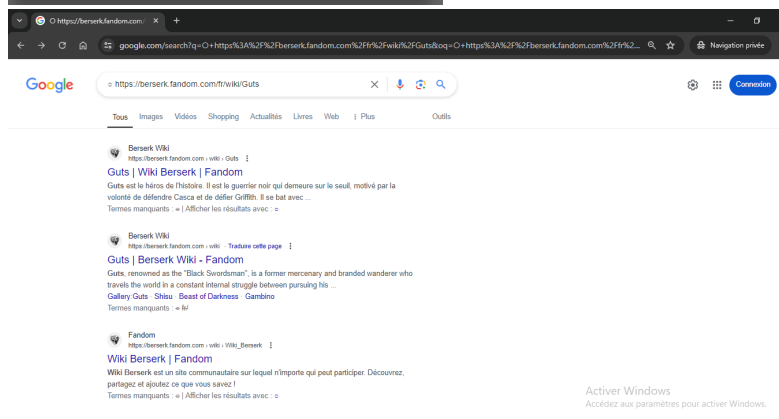 O https://berserk.fandom.com/
google.com/search?q=O+https%3A%2F%2Fberserk.fandom.com%2Ffr%2Fwiki%2FGuts&oq=O+https%3A%2F%2Fberserk.fandom.com%2Ffr%2... Navigation privée
Google ○ https://berserk.fandom.com/fr/wiki/Guts Connexion
Tous Images Vidéos Shopping Actualités Livres Web ⋮ Plus Outils
Berserk Wiki
https://berserk.fandom.com › wiki › Guts ⋮
Guts | Wiki Berserk | Fandom
Guts est le héros de l'histoire. Il est le guerrier noir qui demeure sur le seuil, motivé par la
volonté de défendre Casca et de défier Griffith. Il se bat avec ...
Termes manquants : ○ | Afficher les résultats avec : ○
Berserk Wiki
https://berserk.fandom.com › wiki · Traduire cette page ⋮
Guts | Berserk Wiki - Fandom
Guts, renowned as the "Black Swordsman", is a former mercenary and branded wanderer who
travels the world in a constant internal struggle between pursuing his ...
Gallery:Guts · Shisu · Beast of Darkness · Gambino
Termes manquants : ○ fr/
Fandom
https://berserk.fandom.com › wiki › Wiki_Berserk ⋮
Wiki Berserk | Fandom
Wiki Berserk est un site communautaire sur lequel n'importe qui peut participer. Découvrez,
partagez et ajoutez ce que vous savez !
Termes manquants : ○ | Afficher les résultats avec : ○
Activer Windows
Accédez aux paramètres pour activer Windows.